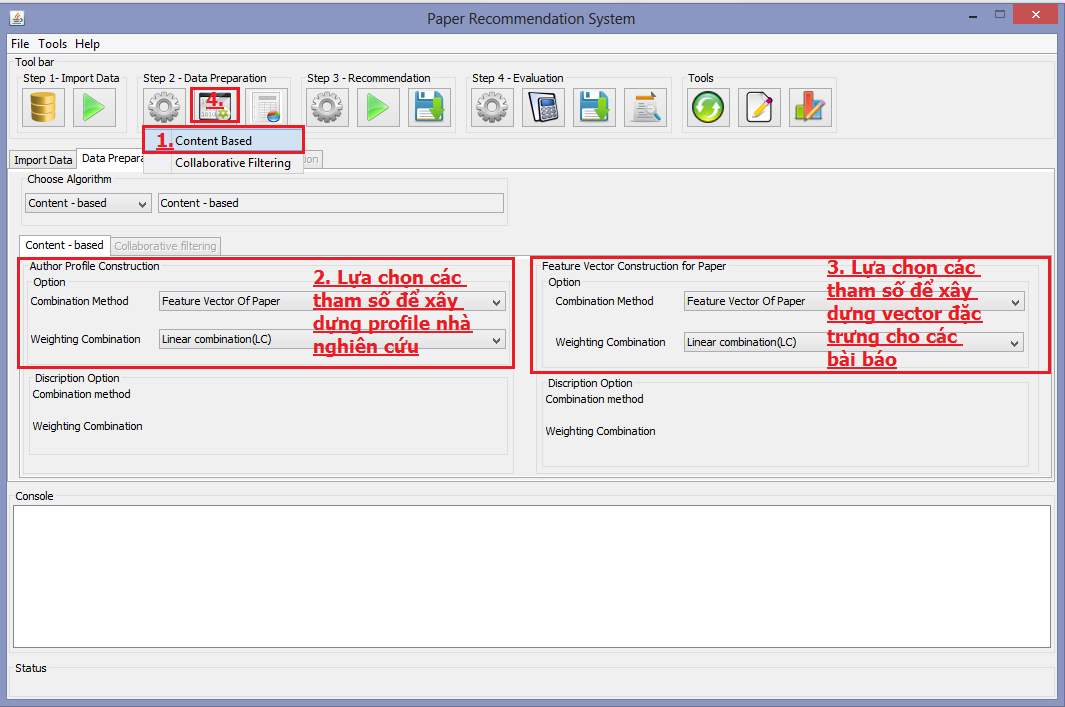 Paper Recommendation System
File Tools Help
Tool bar
Step 1- Import Data
Step 2 - Data Preparation
Step 3 - Recommendation
Step 4 - Evaluation
Tools
4.
1. Content Based
Collaborative Filtering
Import Data
Data Prepara
Choose Algorithm
Content - based
Content - based
Content - based
Collaborative filtering
Author Profile Construction
Option
Combination Method
Feature Vector Of Paper
Weighting Combination
Linear combination(LC)
2. Lựa chọn các
tham số để xây
dựng profile nhà
nghiên cứu
Discription Option
Combination method
Weighting Combination
Feature Vector Construction for Paper
Option
Combination Method
Feature Vector Of Paper
Weighting Combination
Linear combination(LC)
3. Lựa chọn các
tham số để xây
dựng vector đặc
trưng cho các
bài báo
Discription Option
Combination method
Weighting Combination
Console
Status